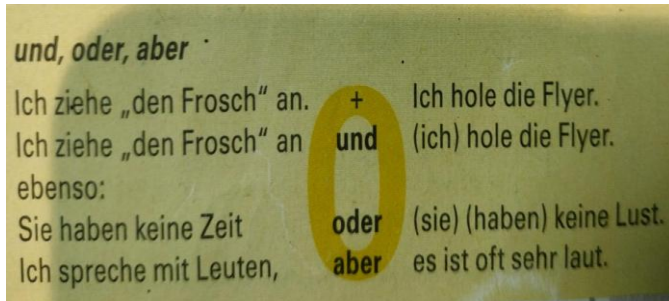 und, oder, aber
Ich ziehe „den Frosch“ an. + Ich hole die Flyer.
Ich ziehe „den Frosch“ an und (ich) hole die Flyer.
ebenso:
Sie haben keine Zeit oder (sie) (haben) keine Lust.
Ich spreche mit Leuten, aber es ist oft sehr laut.